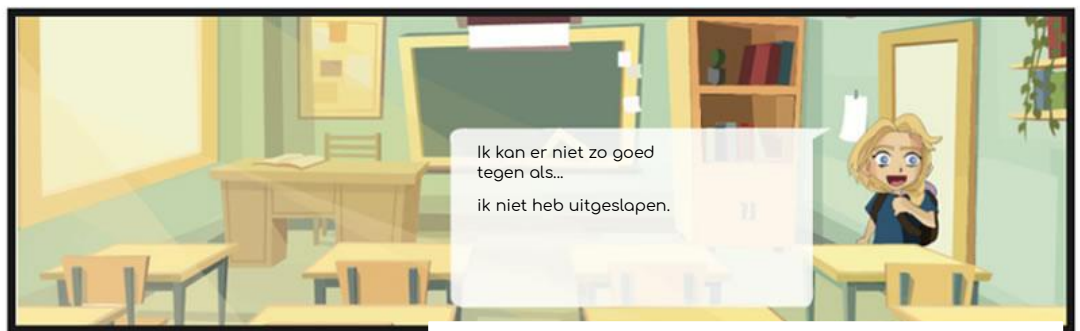 Ik kan er niet zo goed
tegen als...
ik niet heb uitgeslapen.